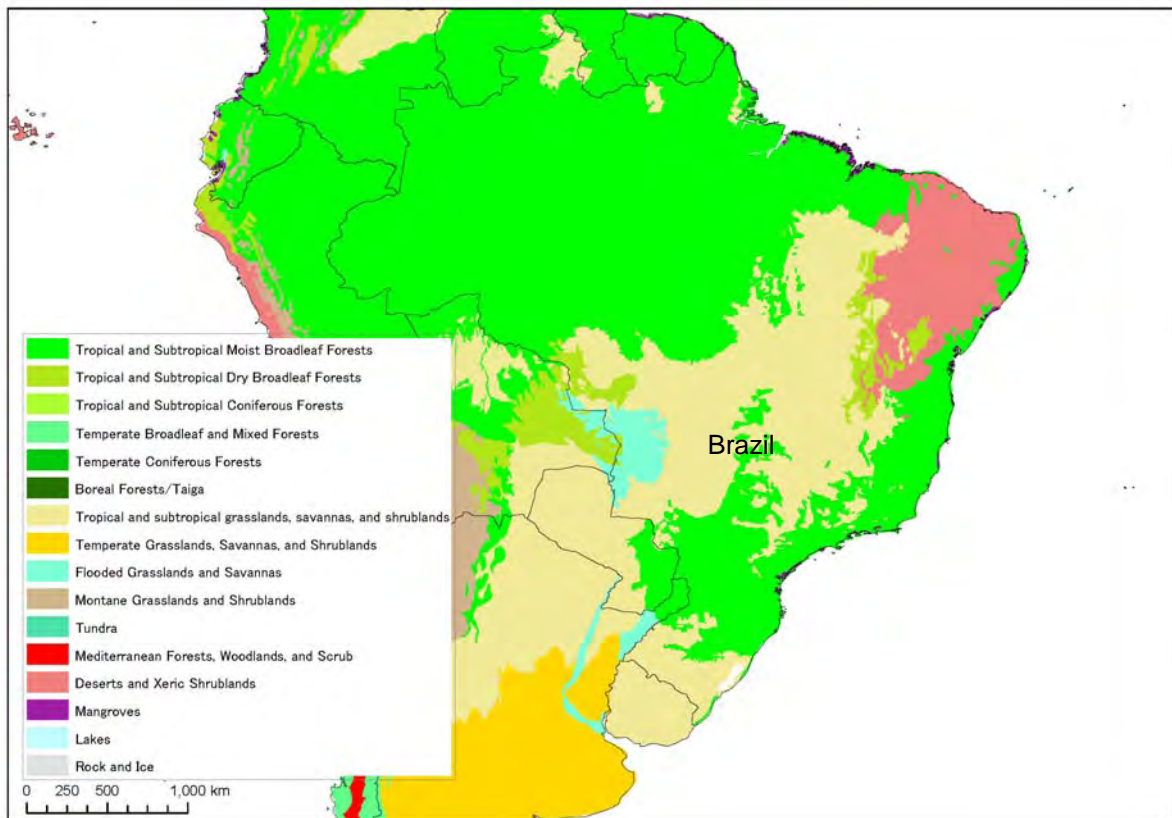 Brazil
Tropical and Subtropical Moist Broadleaf Forests
Tropical and Subtropical Dry Broadleaf Forests
Tropical and Subtropical Coniferous Forests
Temperate Broadleaf and Mixed Forests
Temperate Coniferous Forests
Boreal Forests/Taiga
Tropical and subtropical grasslands, savannas, and shrublands
Temperate Grasslands, Savannas, and Shrublands
Flooded Grasslands and Savannas
Montane Grasslands and Shrublands
Tundra
Mediterranean Forests, Woodlands, and Scrub
Deserts and Xeric Shrublands
Mangroves
Lakes
Rock and Ice
0 250 500 1,000 km